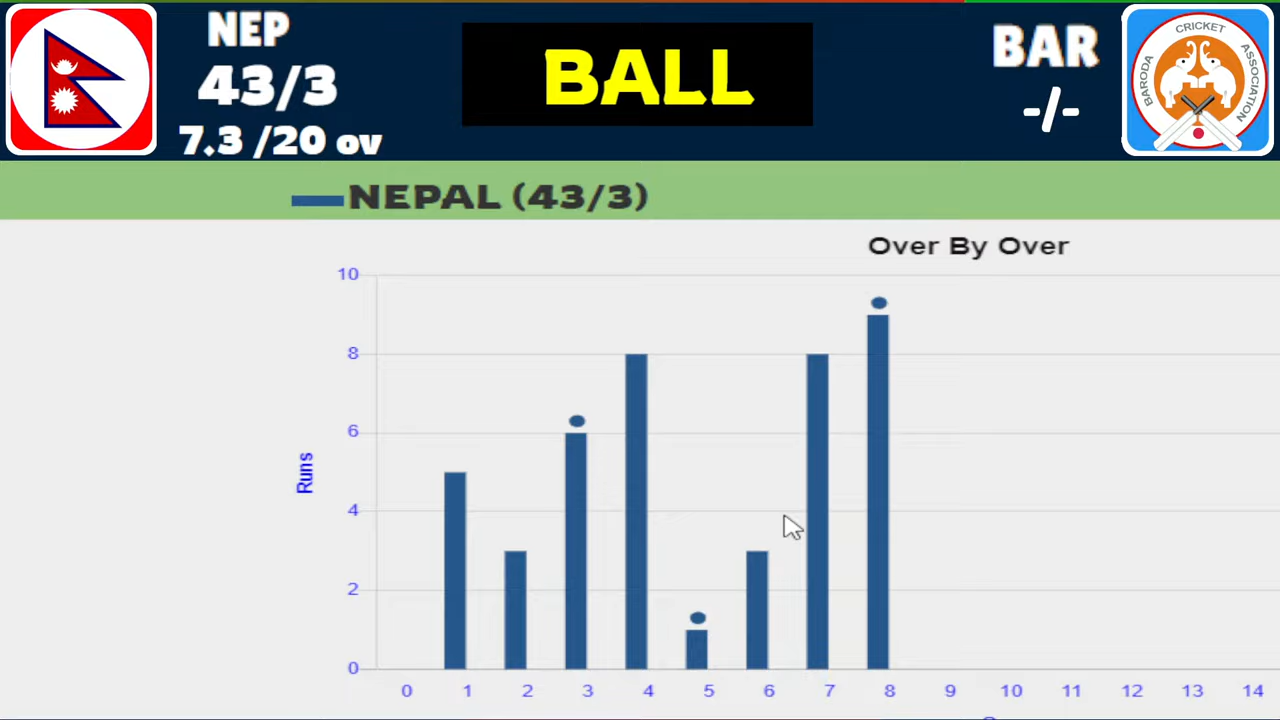 NEP
43/3
7.3 /20 ov
BALL
BAR
-/-
BARODA CRICKET ASSOCIATION
NEPAL (43/3)
Over By Over
10
8
6
4
2
0
Runs
0 1 2 3 4 5 6 7 8 9 10 11 12 13 14